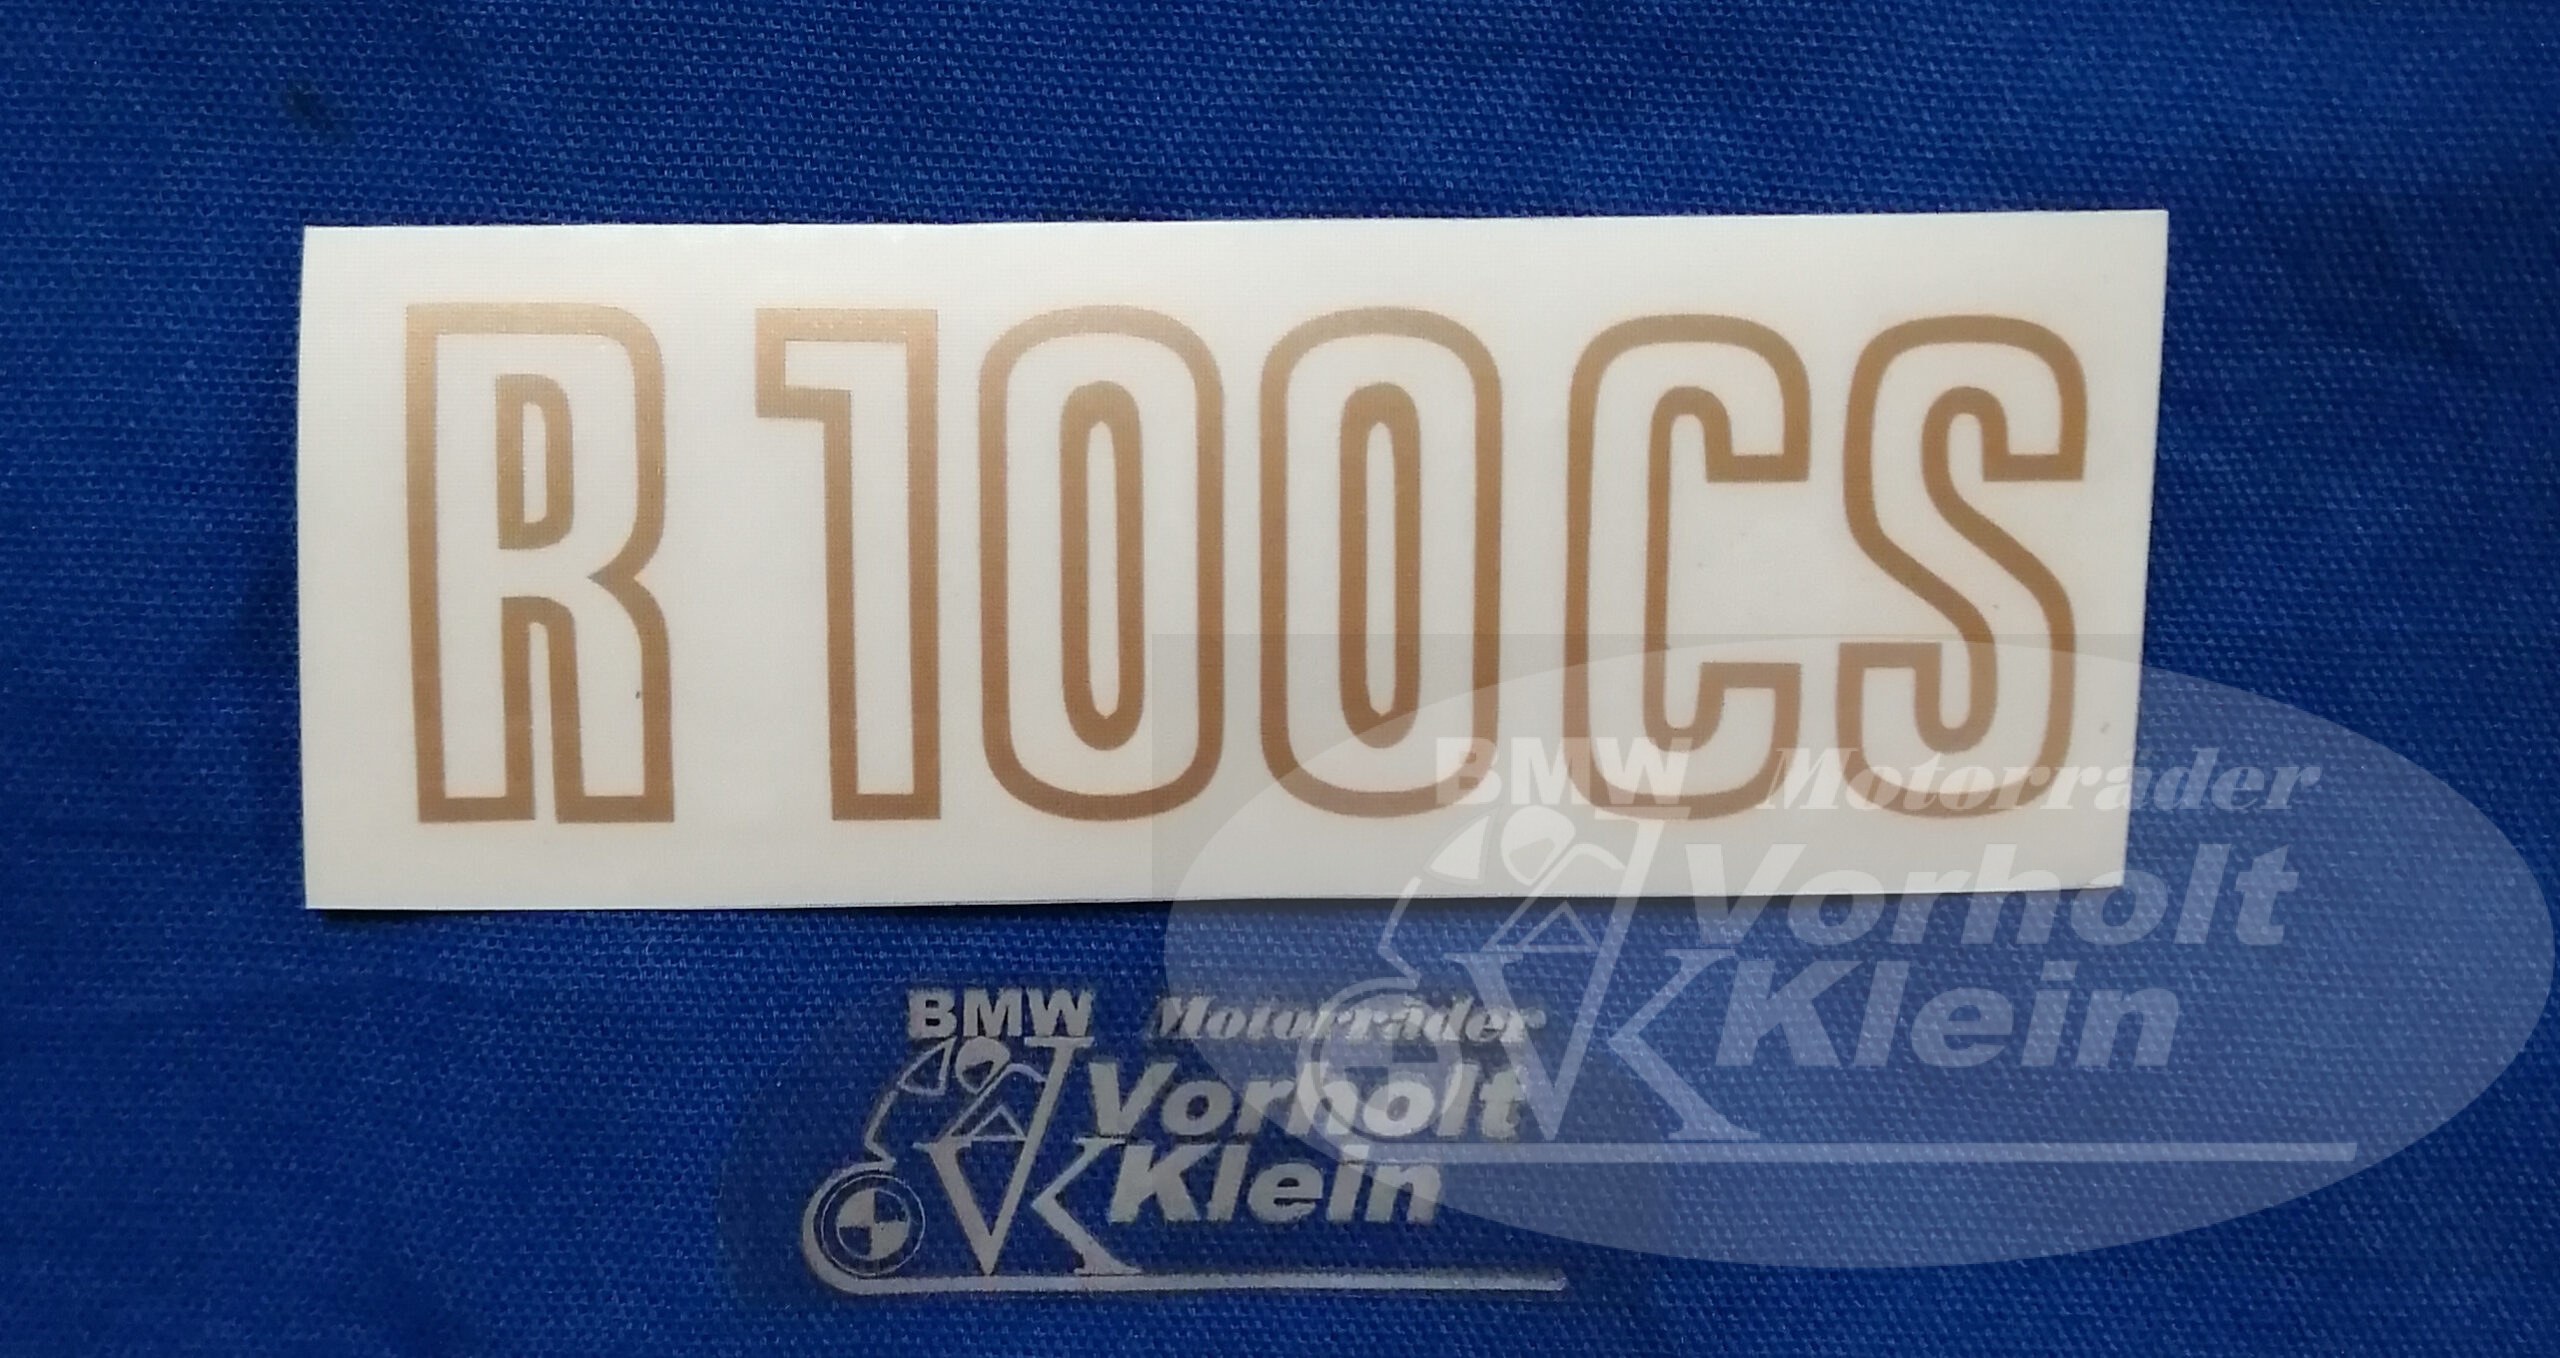 R 100CS
BMW Motorräder
Vorholt
Klein
BMW Motorräder
Vorholt
Klein